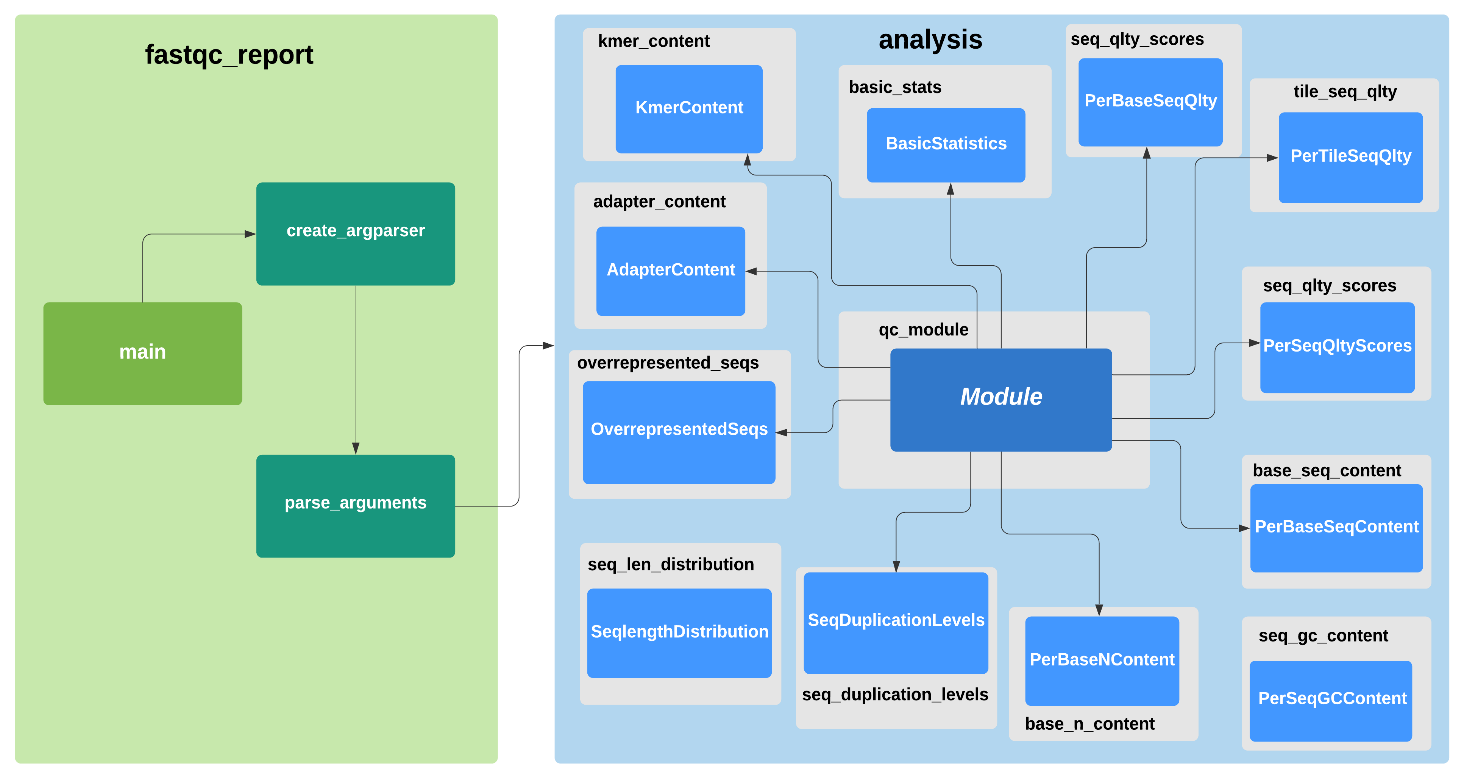 fastqc_report
create_argparser
main
parse_arguments
analysis
kmer_content
KmerContent
basic_stats
BasicStatistics
seq_qlty_scores
PerBaseSeqQlty
tile_seq_qlty
PerTileSeqQlty
adapter_content
AdapterContent
seq_qlty_scores
PerSeqQltyScores
qc_module
Module
overrepresented_seqs
OverrepresentedSeqs
base_seq_content
PerBaseSeqContent
seq_len_distribution
SeqlengthDistribution
SeqDuplicationLevels
seq_duplication_levels
PerBaseNContent
base_n_content
seq_gc_content
PerSeqGCContent